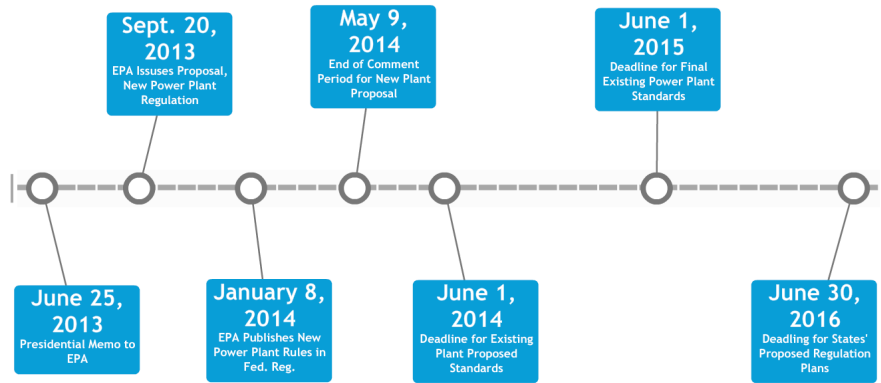 June 25,
2013
Presidential Memo to
EPA
Sept. 20,
2013
EPA Issuses Proposal,
New Power Plant
Regulation
January 8,
2014
EPA Publishes New
Power Plant Rules in
Fed. Reg.
May 9,
2014
End of Comment
Period for New Plant
Proposal
June 1,
2014
Deadline for Existing
Plant Proposed
Standards
June 1,
2015
Deadline for Final
Existing Power Plant
Standards
June 30,
2016
Deadling for States'
Proposed Regulation
Plans